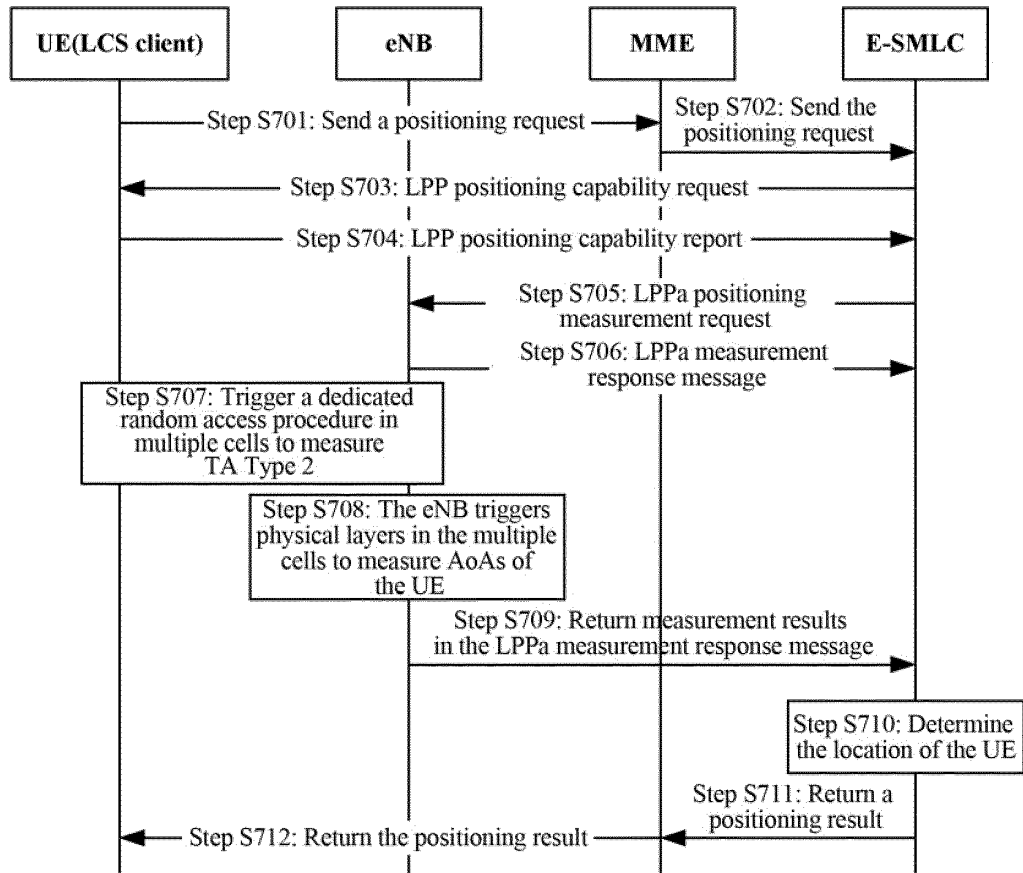 UE(LCS client)
eNB
MME
E-SMLC
Step S701: Send a positioning request
Step S702: Send the
positioning request
Step S703: LPP positioning capability request
Step S704: LPP positioning capability report
Step S705: LPPa positioning
measurement request
Step S706: LPPa measurement
response message
Step S707: Trigger a dedicated
random access procedure in
multiple cells to measure
TA Type 2
Step S708: The eNB triggers
physical layers in the multiple
cells to measure AoAs of
the UE
Step S709: Return measurement results
in the LPPa measurement response message
Step S710: Determine
the location of the UE
Step S711: Return a
positioning result
Step S712: Return the positioning result